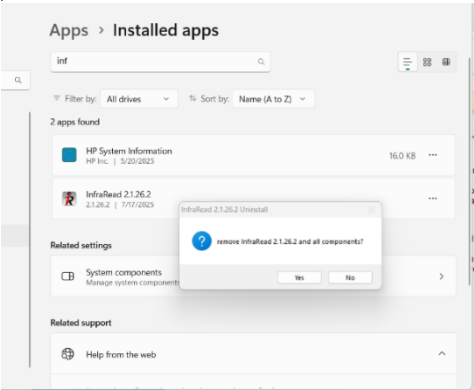 Apps > Installed apps
inf
Filter by: All drives
Sort by: Name (A to Z)
2 apps found
HP System Information
HP Inc. | 5/20/2025
16.0 KB
InfraRead 2.1.26.2
2.1.26.2 | 7/17/2025
InfraRead 2.1.26.2 Uninstall
remove InfraRead 2.1.26.2 and all components?
Yes
No
Related settings
System components
Manage system components
Related support
Help from the web